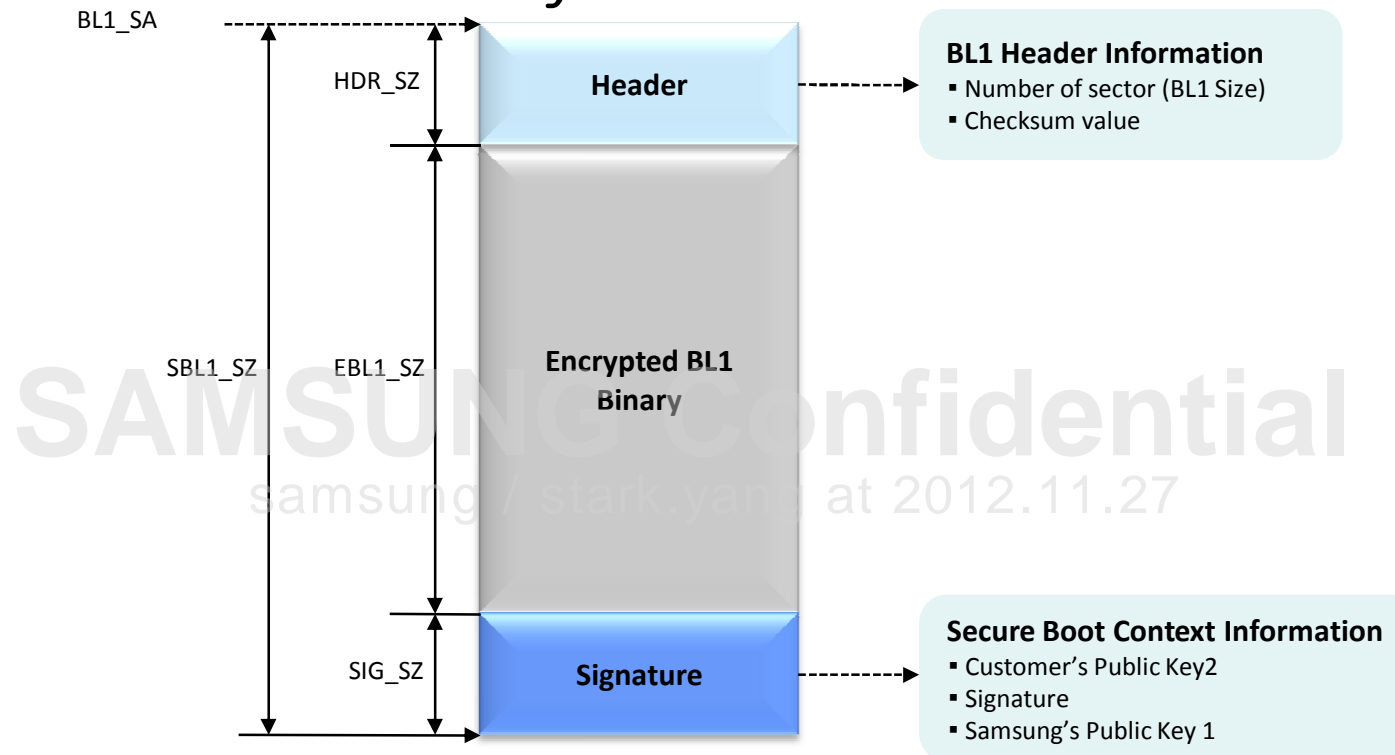 BL1_SA
HDR_SZ
Header
BL1 Header Information
▪ Number of sector (BL1 Size)
▪ Checksum value
SBL1_SZ
EBL1_SZ
Encrypted BL1
Binary
SAMSUNG Confidential
samsung / stark.yang at 2012.11.27
SIG_SZ
Signature
Secure Boot Context Information
▪ Customer's Public Key2
▪ Signature
▪ Samsung's Public Key 1